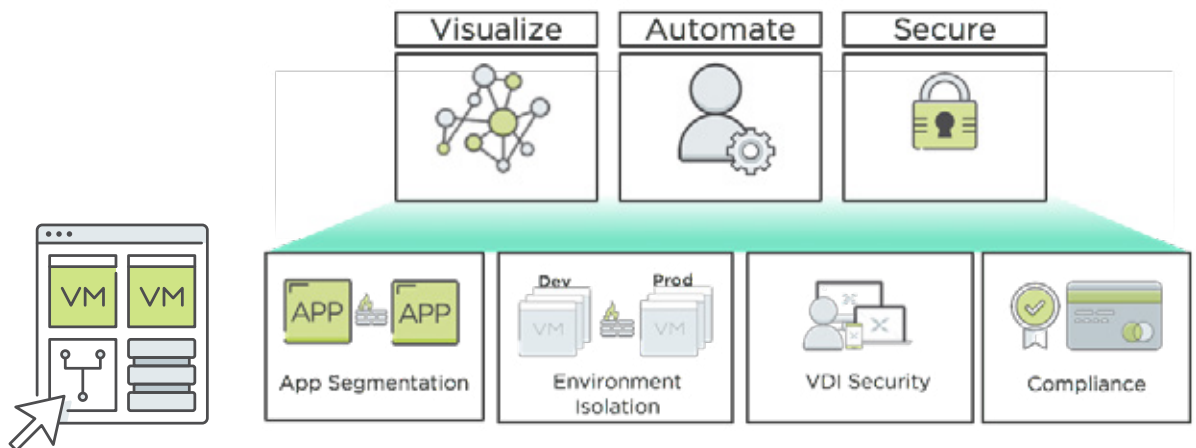 Visualize
Automate
Secure
VM
VM
APP
APP
App Segmentation
Dev
Prod
VM
VM
Environment
Isolation
VDI Security
Compliance